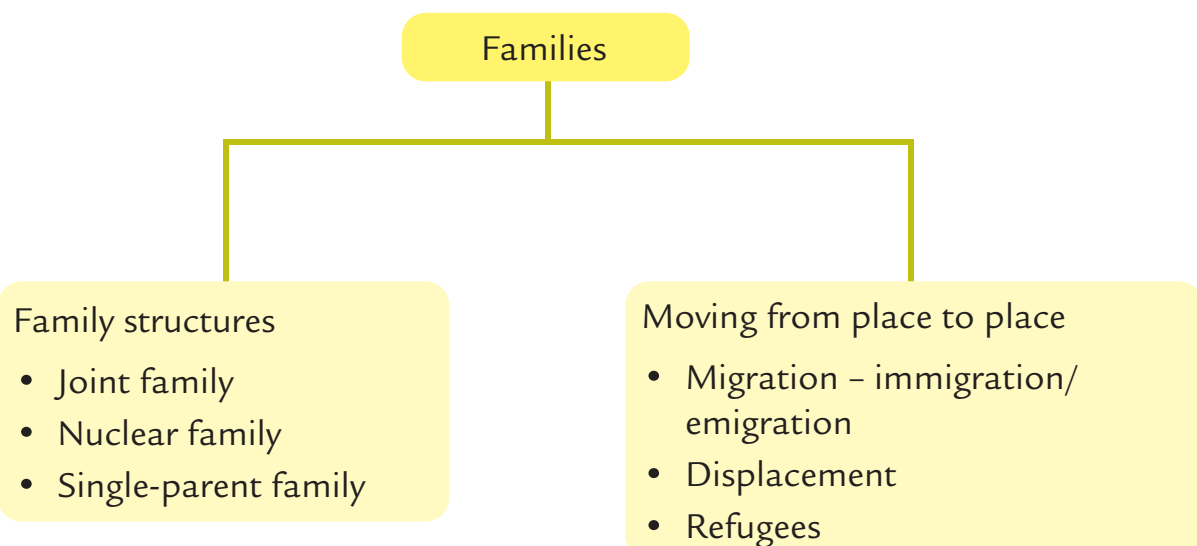 Families
Family structures
• Joint family
• Nuclear family
• Single-parent family
Moving from place to place
• Migration – immigration/
emigration
• Displacement
• Refugees